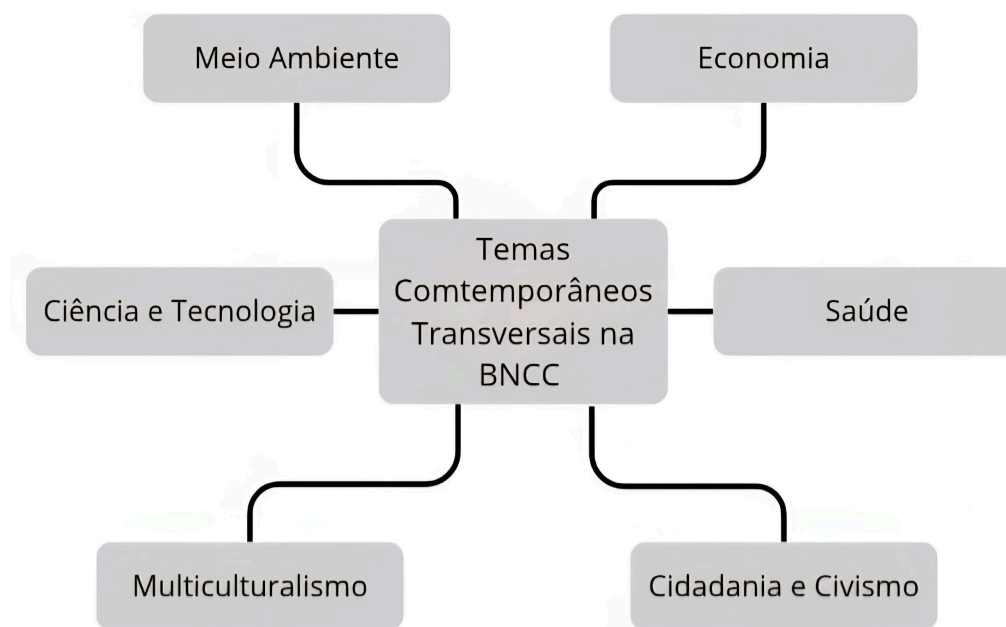 Meio Ambiente
Economia
Temas
Comtemporâneos
Transversais na
BNCC
Ciência e Tecnologia
Saúde
Multiculturalismo
Cidadania e Civismo